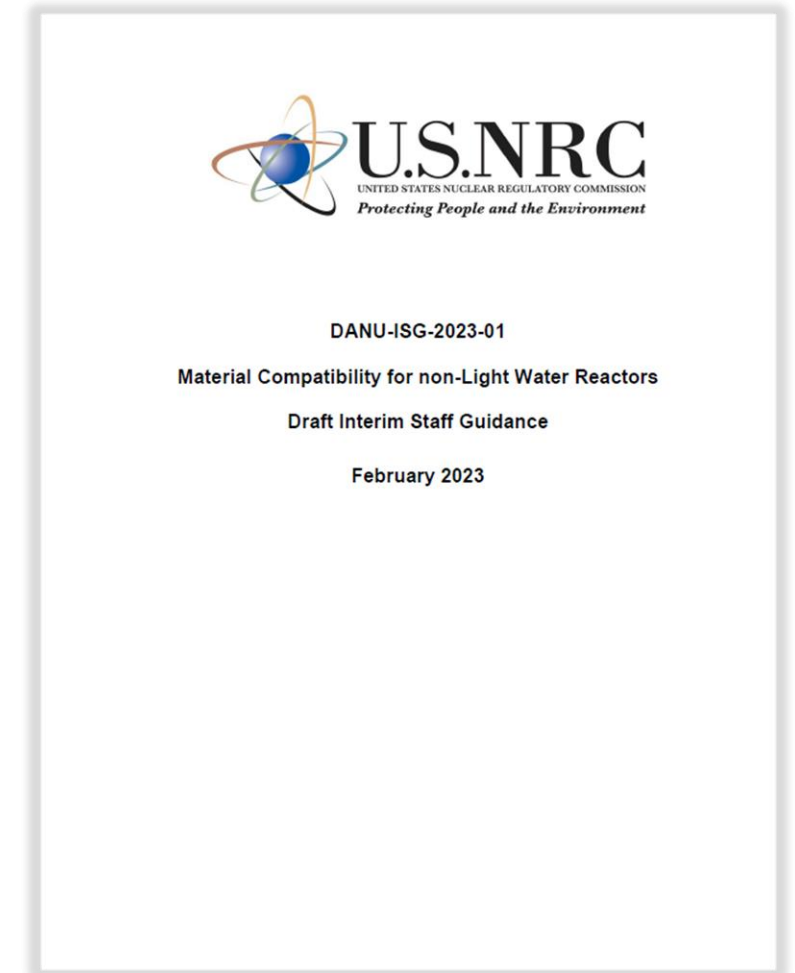 U.S.NRC
UNITED STATES NUCLEAR REGULATORY COMMISSION
Protecting People and the Environment
DANU-ISG-2023-01
Material Compatibility for non-Light Water Reactors
Draft Interim Staff Guidance
February 2023